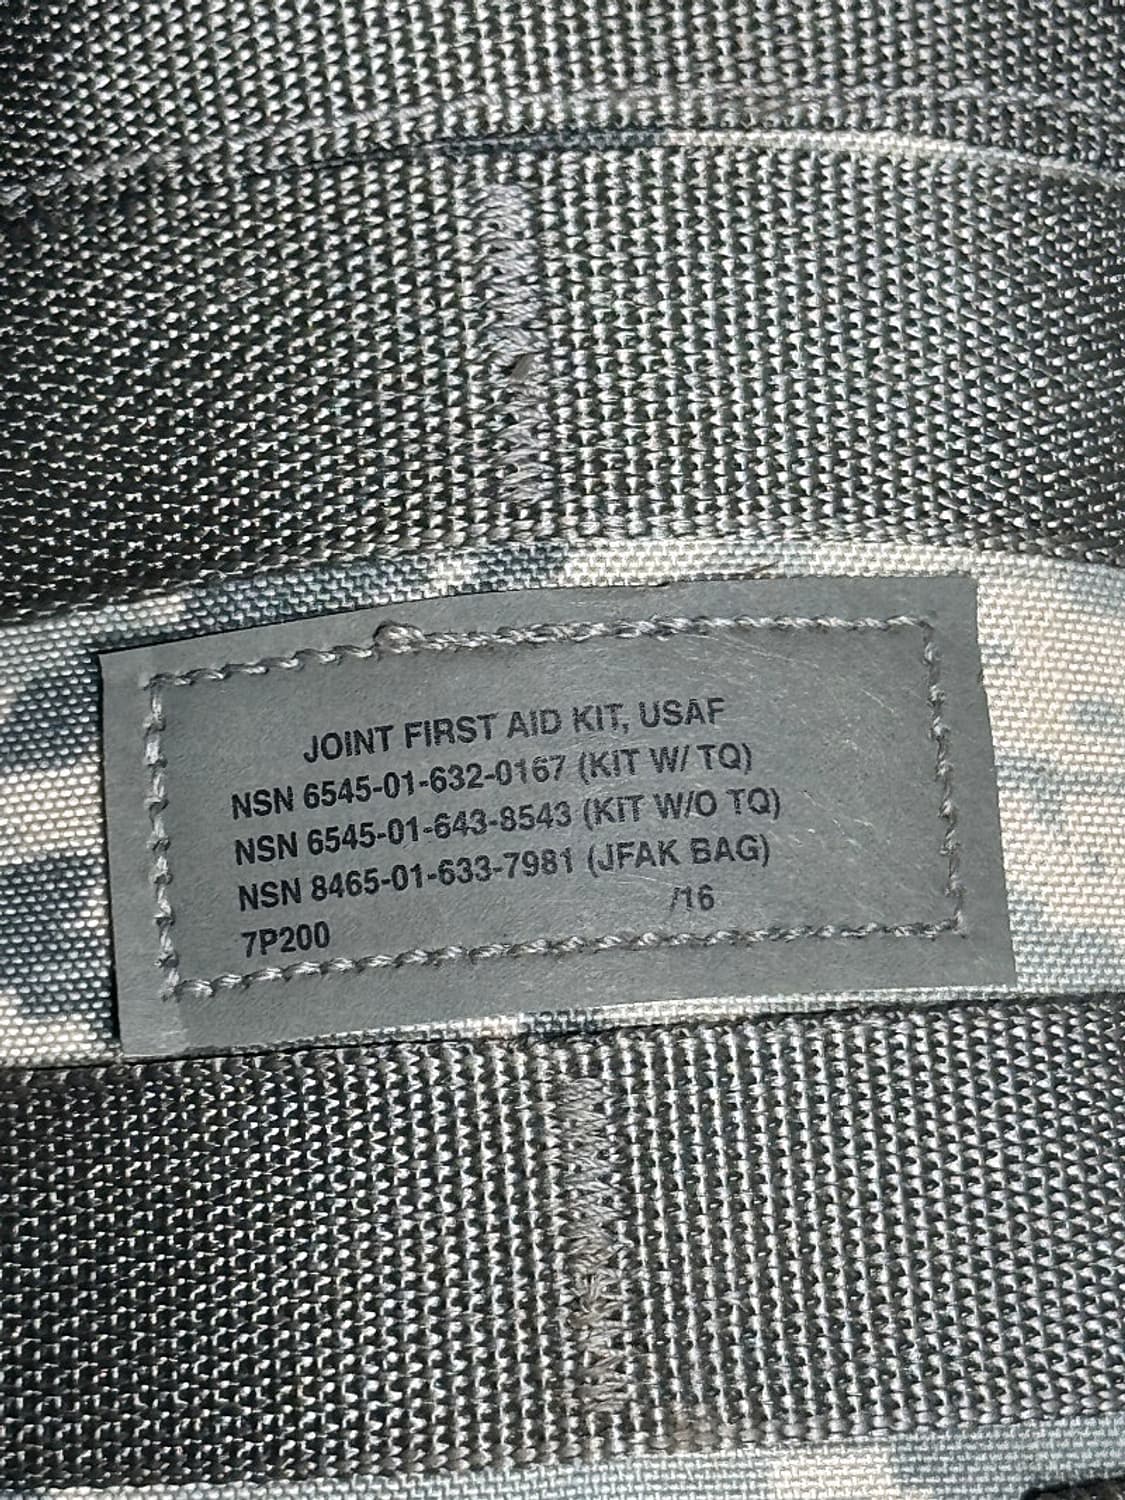 JOINT FIRST AID KIT, USAF
NSN 6545-01-632-0167 (KIT W/ TQ)
NSN 6545-01-643-8543 (KIT W/O TQ)
NSN 8465-01-633-7981 (JFAK BAG)
/16
7P200